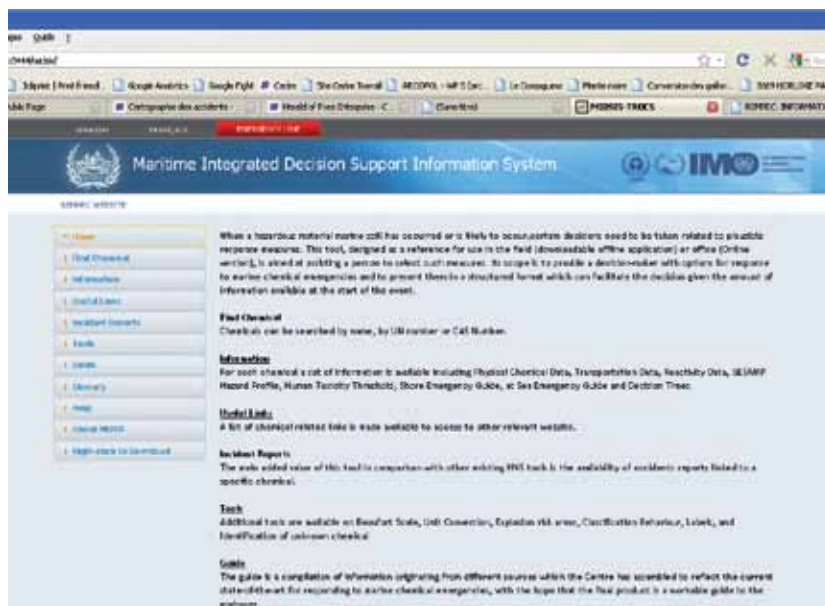 Outils ?
Google Analytics
Google Fight
Cedre
Maritime Integrated Decision Support Information System
IMO
REMPEC WEBSITE
Home
Find Chemical
Information
Useful Links
Incident Reports
Tools
Guide
Glossary
Help
When a hazardous material marine spill has occurred or is likely to occur, certain decisions need to be taken related to plausible
response measures. This tool, designed as a reference for use in the field (downloadable offline application) or office (Online
version), is aimed at assisting a person to select such measures. Its scope is to provide a decision-maker with options for response
to marine chemical emergencies and to present them in a structured format which can facilitate the decision given the amount of
information available at the start of the event.
Find Chemical
Chemicals can be searched by name, by UN number or CAS Number.
Information
For each chemical a set of information is available including Physical Chemical Data, Transportation Data, Reactivity Data, GESAMP
Hazard Profile, Human Toxicity Threshold, Shore Emergency Guide, at Sea Emergency Guide and Decision Trees.
Useful Links
A list of chemical related links is made available to access to other relevant website.
Incident Reports
The main added value of this tool in comparison with other existing HNS tools is the availability of accidents reports linked to a
specific chemical.
Tools
Additional tools are available on Beaufort Scale, Unit Conversion, Explosion risk areas, Classification Behaviour, Labels, and
Identification of unknown chemical
Guide
The guide is a compilation of information originating from different sources which the Centre has assembled to reflect the current
state-of-the-art for responding to marine chemical emergencies, with the hope that the final product is a workable guide to the